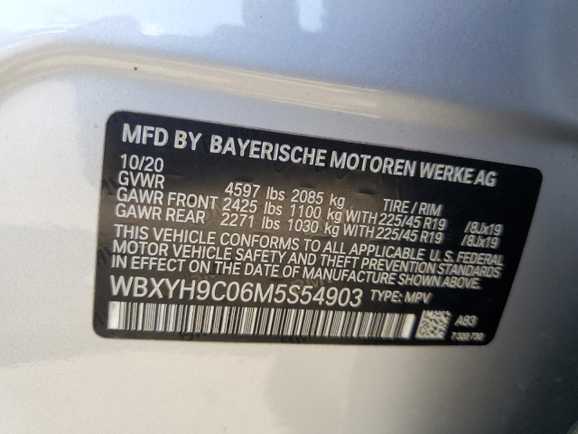 MFD BY BAYERISCHE MOTOREN WERKE AG
10/20
GVWR 4597 lbs 2085 kg TIRE / RIM
GAWR FRONT 2425 lbs 1100 kg WITH 225/45 R19 /8Jx19
GAWR REAR 2271 lbs 1030 kg WITH 225/45 R19 /8Jx19
THIS VEHICLE CONFORMS TO ALL APPLICABLE U.S. FEDERAL
MOTOR VEHICLE SAFETY, BUMPER, AND
THEFT PREVENTION STANDARDS IN EFFECT ON THE
DATE OF MANUFACTURE SHOWN ABOVE.
WBXYH9C06M5S54903 TYPE: MPV
A83